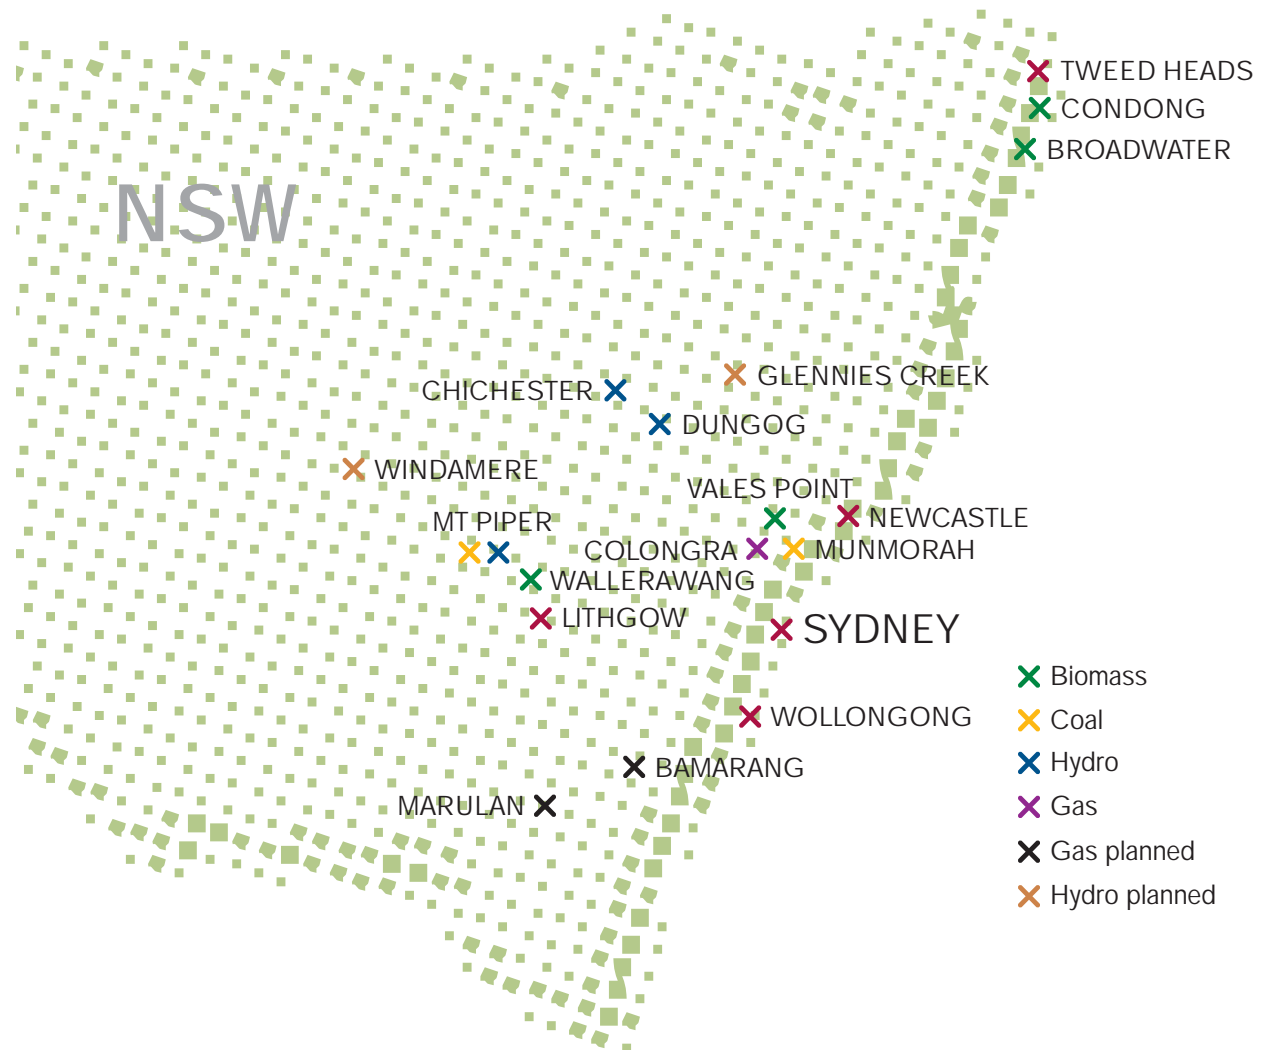 TWEED HEADS
CONDONG
BROADWATER
NSW
GLENNIES CREEK
CHICHESTER
DUNGOG
WINDAMERE
VALES POINT
MT PIPER
NEWCASTLE
COLONGRA
MUNMORAH
WALLERAWANG
LITHGOW
SYDNEY
WOLLONGONG
BAMARANG
MARULAN
Biomass
Coal
Hydro
Gas
Gas planned
Hydro planned